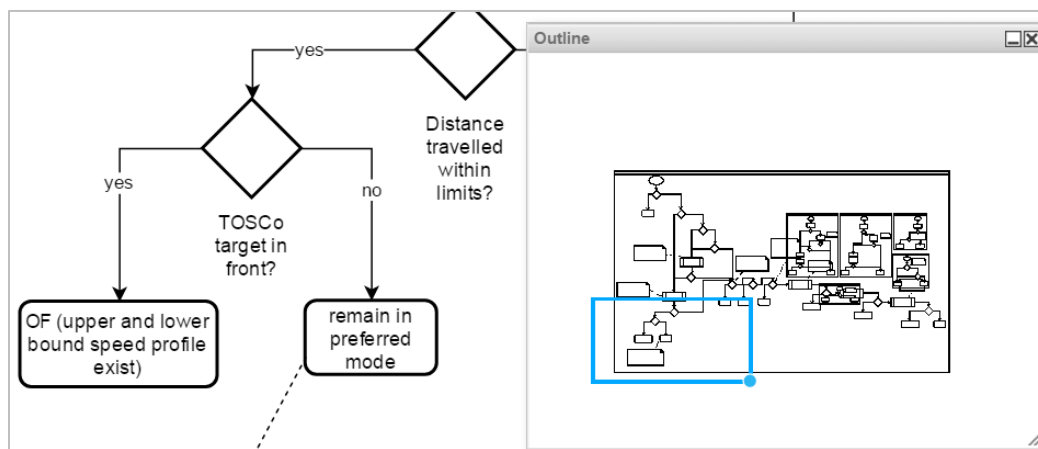 yes
Outline
Distance
travelled
within
limits?
yes
no
TOSCo
target in
front?
OF (upper and lower
bound speed profile
exist)
remain in
preferred
mode